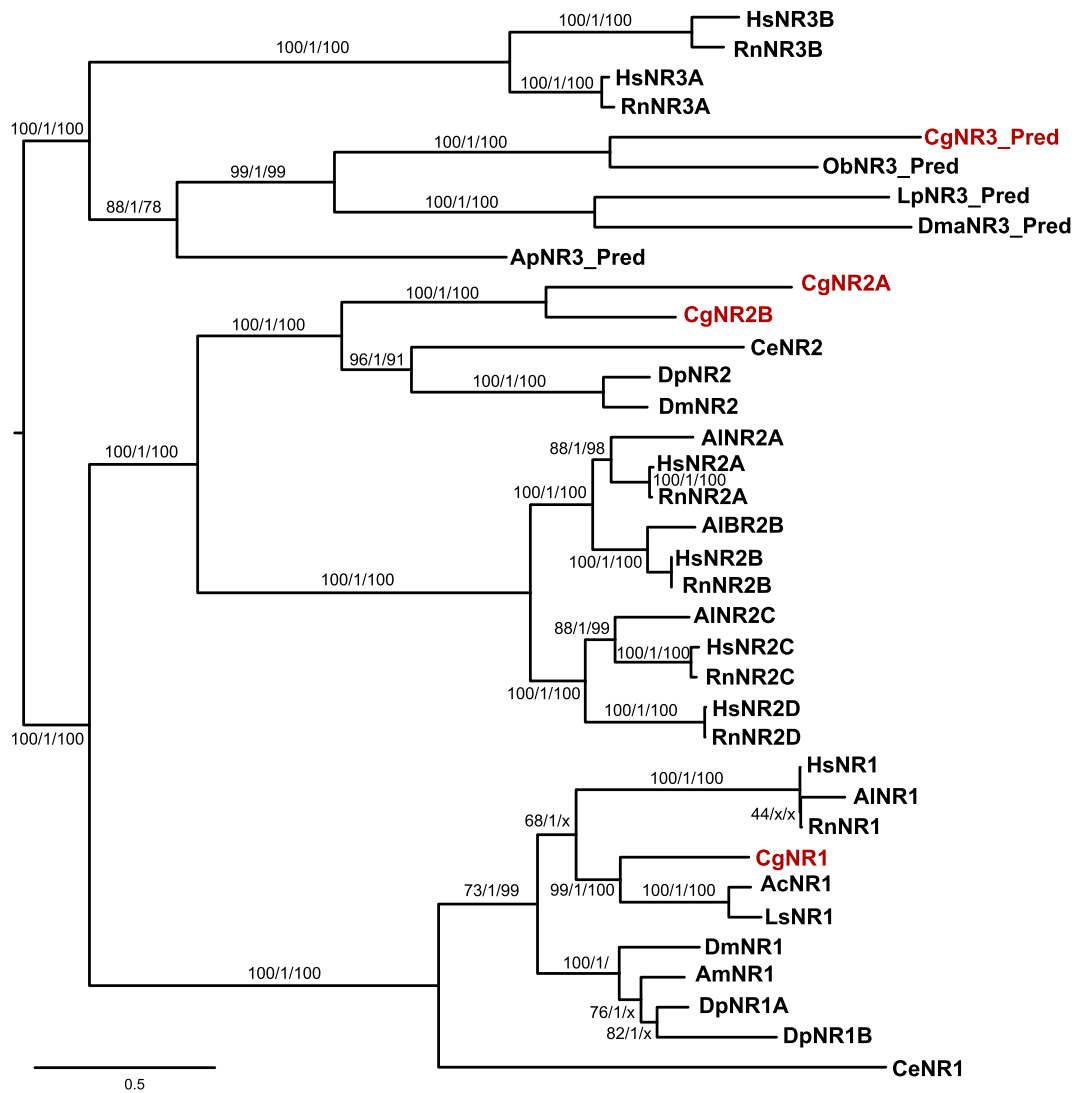 100/1/100
HsNR3B
RnNR3B
100/1/100
100/1/100
HsNR3A
RnNR3A
100/1/100
100/1/100
CgNR3_Pred
ObNR3_Pred
99/1/99
100/1/100
LpNR3_Pred
DmaNR3_Pred
88/1/78
ApNR3_Pred
100/1/100
CgNR2A
CgNR2B
100/1/100
96/1/91
CeNR2
100/1/100
DpNR2
DmNR2
100/1/100
88/1/98
AlNR2A
HsNR2A
100/1/100
RnNR2A
100/1/100
AlBR2B
100/1/100
HsNR2B
RnNR2B
100/1/100
88/1/99
AlNR2C
100/1/100
HsNR2C
RnNR2C
100/1/100
100/1/100
HsNR2D
RnNR2D
100/1/100
100/1/100
HsNR1
AlNR1
44/x/x
RnNR1
68/1/x
CgNR1
73/1/99
99/1/100
100/1/100
AcNR1
LsNR1
100/1/
DmNR1
AmNR1
76/1/x
DpNR1A
82/1/x
DpNR1B
100/1/100
CeNR1
0.5